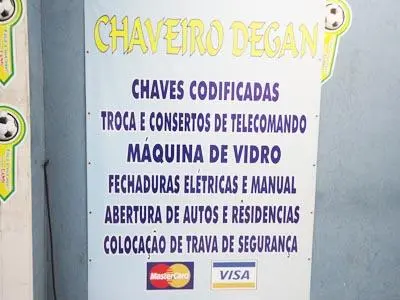 CHAVEIRO DEGAN
CHAVES CODIFICADAS
TROCA E CONSERTOS DE TELECOMANDO
MÁQUINA DE VIDRO
FECHADURAS ELÉTRICAS E MANUAL
ABERTURA DE AUTOS E RESIDENCIAS
COLOCAÇÃO DE TRAVA DE SEGURANÇA
MasterCard
VISA